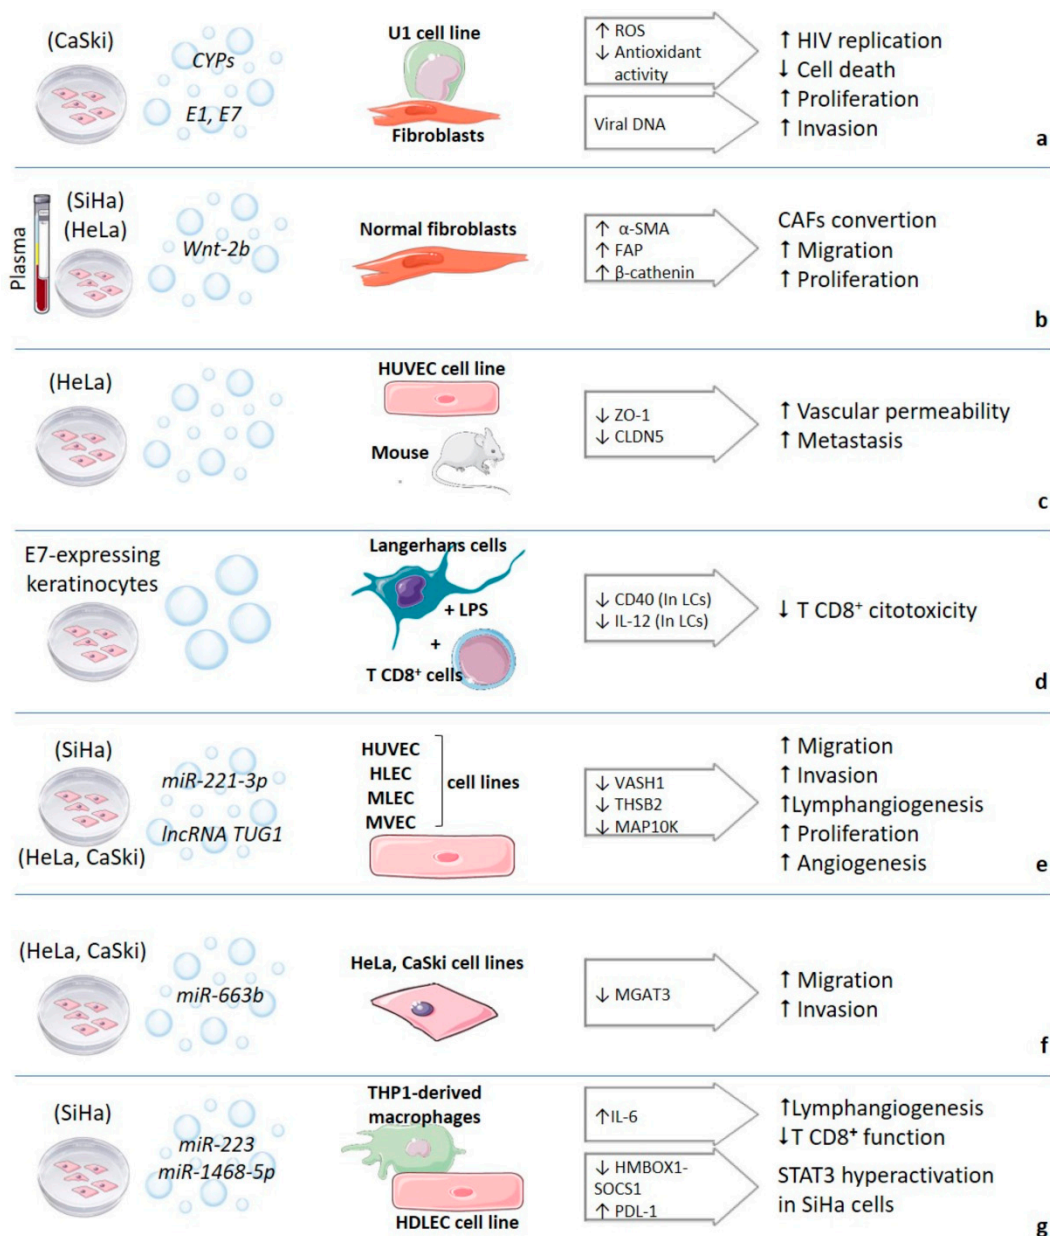 (CaSki)
CYPs
E1, E7
U1 cell line
Fibroblasts
↑ ROS
↓ Antioxidant
activity
Viral DNA
↑ HIV replication
↓ Cell death
↑ Proliferation
↑ Invasion
a
Plasma
(SiHa)
(HeLa)
Wnt-2b
Normal fibroblasts
↑ α-SMA
↑ FAP
↑ β-cathenin
CAFs convertion
↑ Migration
↑ Proliferation
b
(HeLa)
HUVEC cell line
Mouse
↓ ZO-1
↓ CLDN5
↑ Vascular permeability
↑ Metastasis
c
E7-expressing
keratinocytes
Langerhans cells
+ LPS
+
T CD8⁺ cells
↓ CD40 (In LCs)
↓ IL-12 (In LCs)
↓ T CD8⁺ citotoxicity
d
(SiHa)
(HeLa, CaSki)
miR-221-3p
lncRNA TUG1
HUVEC
HLEC
MLEC
MVEC
cell lines
↓ VASH1
↓ THSB2
↓ MAP10K
↑ Migration
↑ Invasion
↑Lymphangiogenesis
↑ Proliferation
↑ Angiogenesis
e
(HeLa, CaSki)
miR-663b
HeLa, CaSki cell lines
↓ MGAT3
↑ Migration
↑ Invasion
f
(SiHa)
miR-223
miR-1468-5p
THP1-derived
macrophages
HDLEC cell line
↑IL-6
↓ HMBOX1-
SOCS1
↑ PDL-1
↑Lymphangiogenesis
↓T CD8⁺ function
STAT3 hyperactivation
in SiHa cells
g